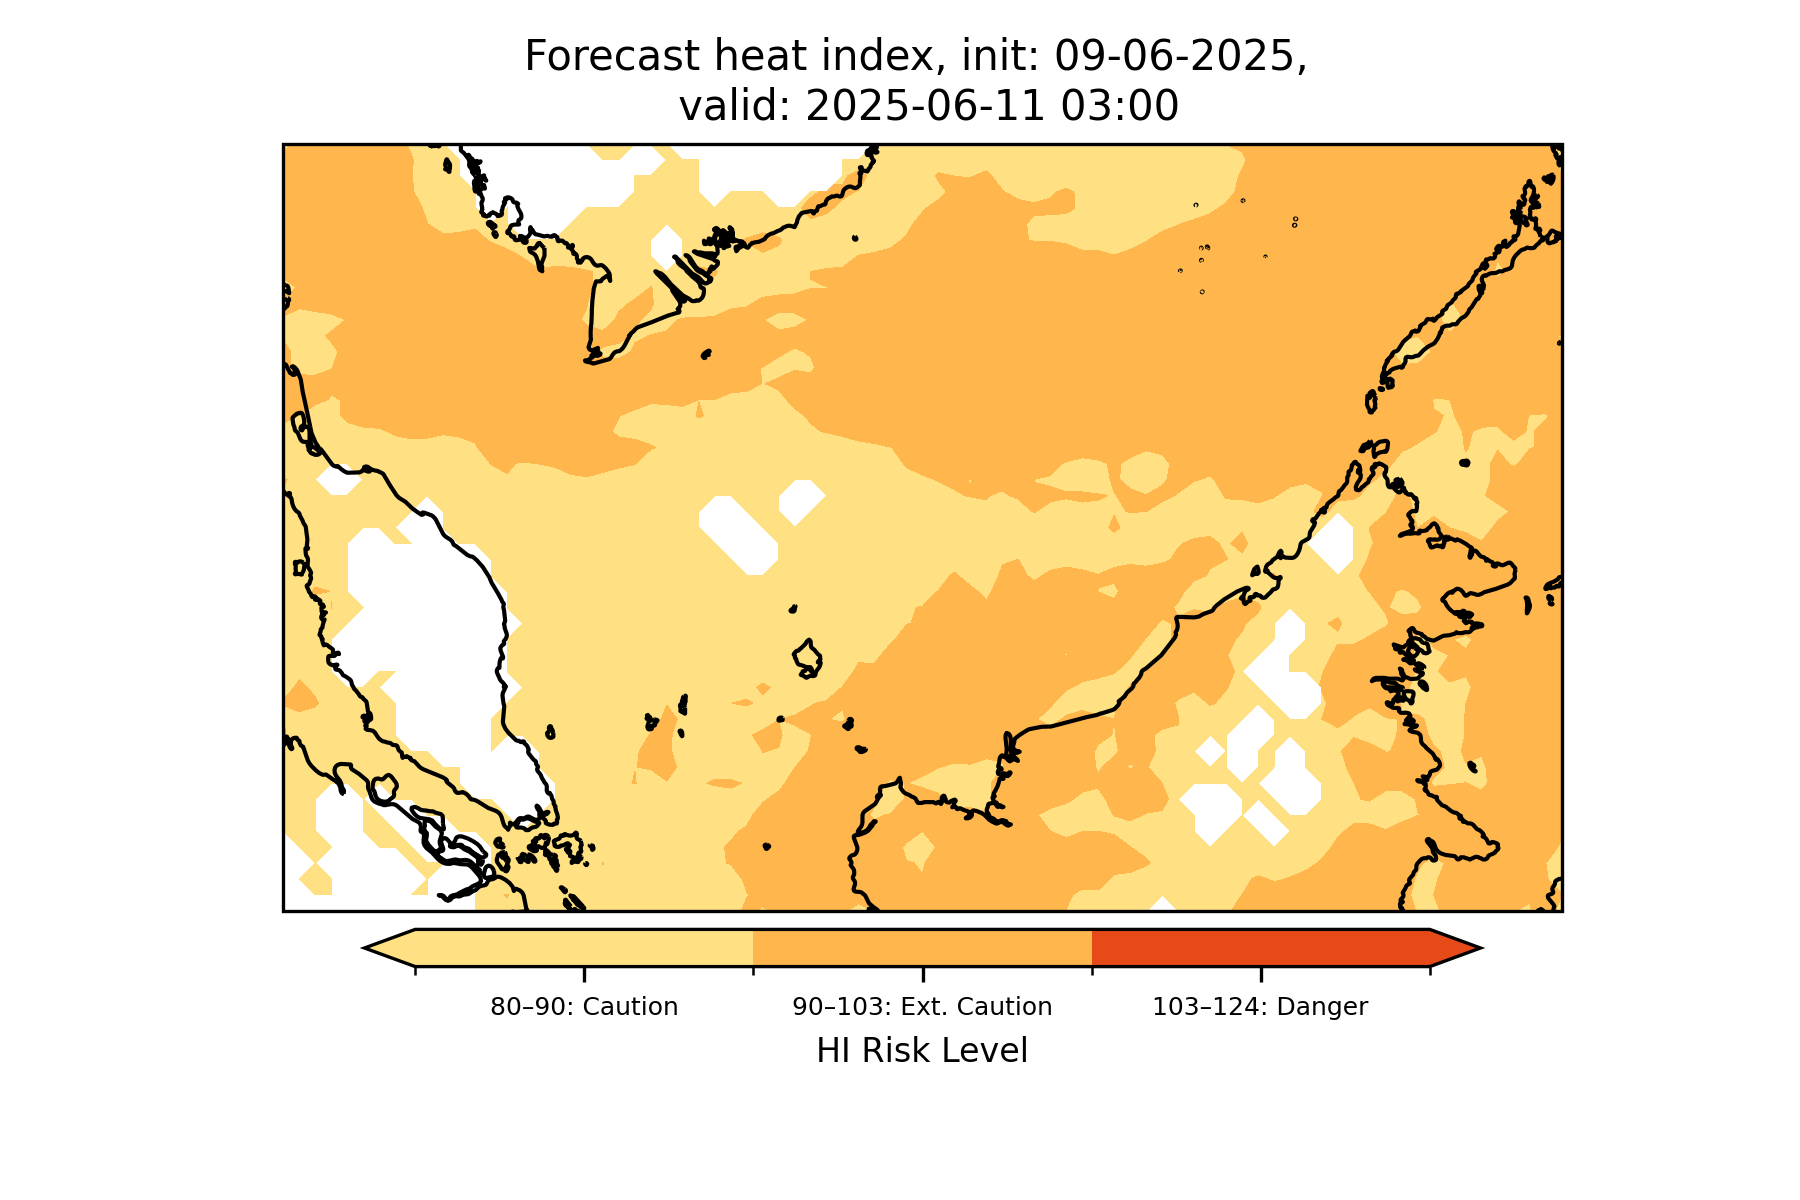 Forecast heat index, init: 09-06-2025,
valid: 2025-06-11 03:00
80–90: Caution
90–103: Ext. Caution
103–124: Danger
HI Risk Level